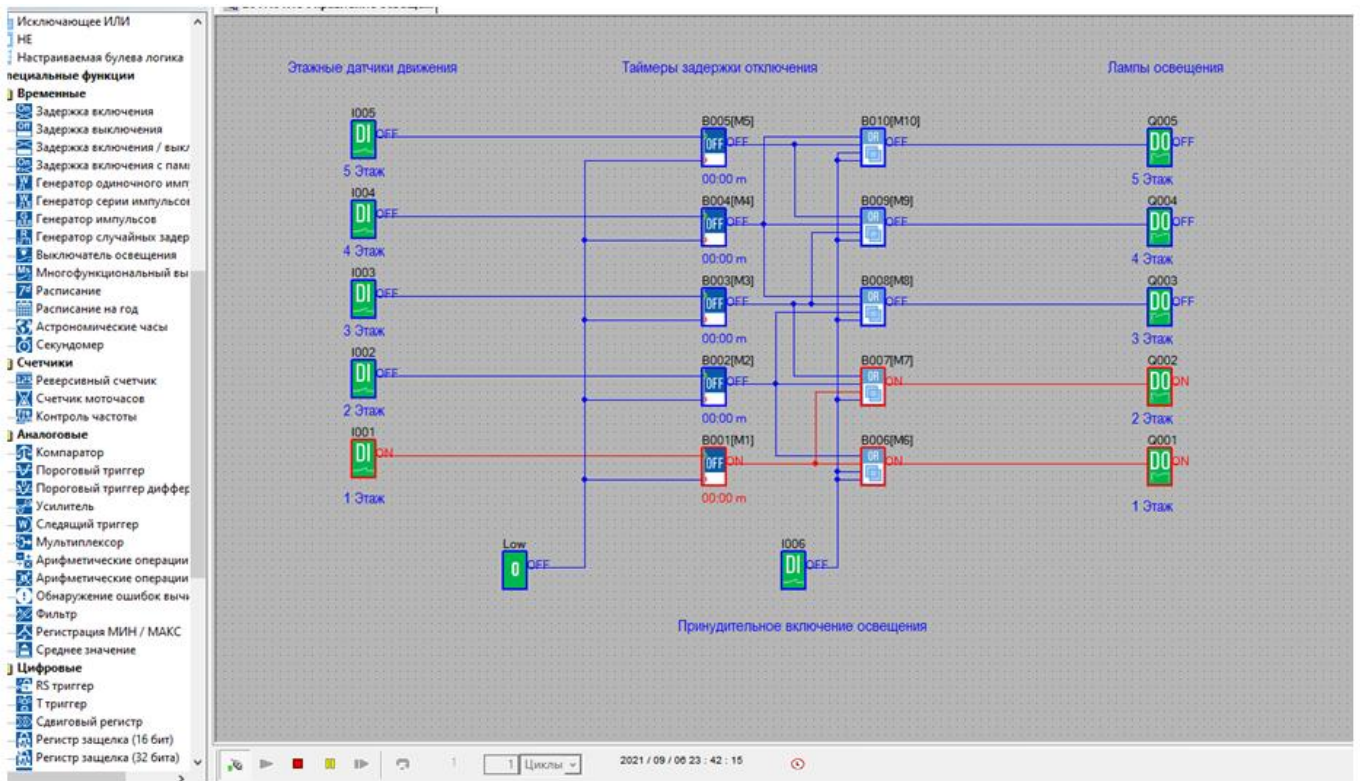 Исключающее ИЛИ
НЕ
Настраиваемая булева логика
пециальные функции
Временные
Задержка включения
Задержка выключения
Задержка включения / выкл
Задержка включения с пам
Генератор одиночного имп
Генератор серии импульсо
Генератор импульсов
Генератор случайных задер
Выключатель освещения
Многофункциональный вы
Расписание
Расписание на год
Астрономические часы
Секундомер
Счетчики
Реверсивный счетчик
Счетчик моточасов
Контроль частоты
Аналоговые
Компаратор
Пороговый триггер
Пороговый триггер диффер
Усилитель
Следящий триггер
Мультиплексор
Арифметические операции
Арифметические операции
Обнаружение ошибок вычи
Фильтр
Регистрация МИН / МАКС
Среднее значение
Цифровые
RS триггер
T триггер
Сдвиговый регистр
Регистр защелка (16 бит)
Регистр защелка (32 бита)
Этажные датчики движения Таймеры задержки отключения Лампы освещения
I005 B005[M5] B010[M10] Q005
DI OFF OFF OFF OR OFF DO OFF
5 Этаж 00:00 m 5 Этаж
I004 B004[M4] B009[M9] Q004
DI OFF OFF OFF OR OFF DO OFF
4 Этаж 00:00 m 4 Этаж
I003 B003[M3] B008[M8] Q003
DI OFF OFF OFF OR OFF DO OFF
3 Этаж 00:00 m 3 Этаж
I002 B002[M2] B007[M7] Q002
DI OFF OFF OFF OR ON DO ON
2 Этаж 00:00 m 2 Этаж
I001 B001[M1] B006[M6] Q001
DI ON OFF ON OR ON DO ON
1 Этаж 00:00 m 1 Этаж
Low I006
0 OFF DI OFF
Принудительное включение освещения
1 1 Циклы 2021 / 09 / 06 23 : 42 : 15